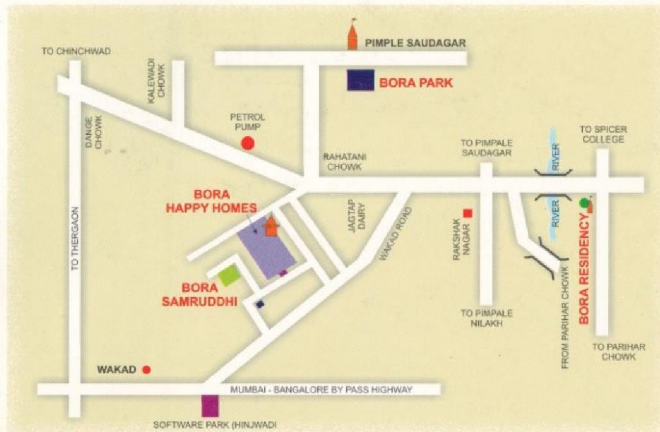 PIMPLE SAUDAGAR
TO CHINCHWAD
KALEWADI
CHOWK
BORA PARK
DANGE
CHOWK
PETROL
PUMP
RAHATANI
CHOWK
TO PIMPALE
SAUDAGAR
RIVER
TO SPICER
COLLEGE
BORA
HAPPY HOMES
JAGTAP
DAIRY
WAKAD ROAD
RAKSHAK
NAGAR
RIVER
BORA RESIDENCY
TO THERGAON
BORA
SAMRUDDHI
TO PIMPALE
NILAKH
FROM PARIHAR CHOWK
TO PARIHAR
CHOWK
WAKAD
MUMBAI - BANGALORE BY PASS HIGHWAY
SOFTWARE PARK (HINJWADI